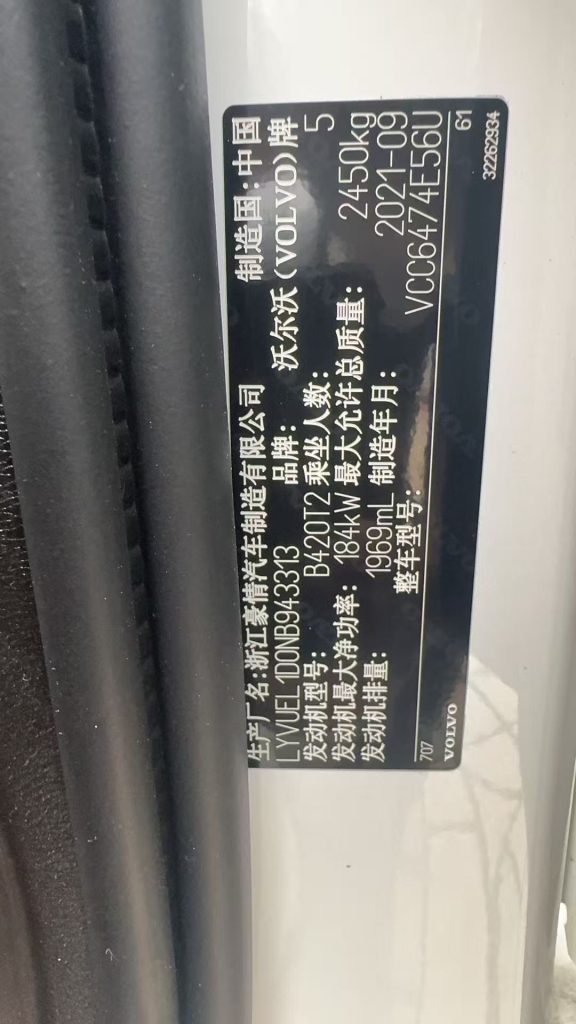 生产厂名:浙江豪情汽车制造有限公司 制造国:中国
LYVUEL1D0NB943313 品牌: 沃尔沃(VOLVO)牌
发动机型号: B420T2 乘坐人数: 5
发动机最大净功率: 184kW 最大允许总质量: 2450kg
发动机排量: 1969mL 制造年月: 2021-09
整车型号: VCC6474E56U
707 61
VOLVO 32262934